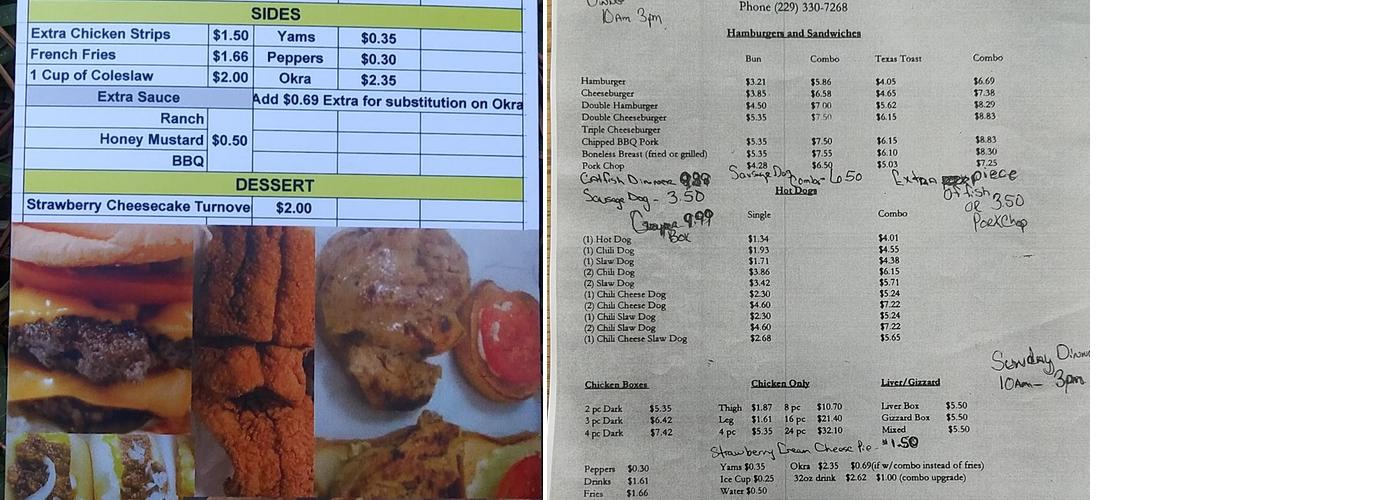 SIDES
Extra Chicken Strips $1.50 Yams $0.35
French Fries $1.66 Peppers $0.30
1 Cup of Coleslaw $2.00 Okra $2.35
Extra Sauce Add $0.69 Extra for substitution on Okra
Ranch
Honey Mustard $0.50
BBQ
DESSERT
Strawberry Cheesecake Turnove $2.00
10Am 3pm
Phone (229) 330-7268
Hamburgers and Sandwiches
Bun Combo Texas Toast Combo
Hamburger $3.21 $5.86 $4.05 $6.69
Cheeseburger $3.85 $6.58 $4.65 $7.38
Double Hamburger $4.50 $7.00 $5.62 $8.29
Double Cheeseburger $5.35 $7.50 $6.15 $8.83
Triple Cheeseburger
Chipped BBQ Pork $5.35 $7.50 $6.15 $8.83
Boneless Breast (fried or grilled) $5.35 $7.55 $6.10 $8.30
Pork Chop $4.28 $6.50 $5.03 $7.25
Catfish Dinner 9.99 Sausage Dog Combo- 6.50 Extra piece
Of fish
OR 3.50
PorkChop
Sausage Dog - 3.50
9.99
Box
Hot Dogs
Single Combo
(1) Hot Dog $1.34 $4.01
(1) Chili Dog $1.93 $4.55
(1) Slaw Dog $1.71 $4.38
(2) Chili Dog $3.86 $6.15
(2) Slaw Dog $3.42 $5.71
(1) Chili Cheese Dog $2.30 $5.24
(2) Chili Cheese Dog $4.60 $7.22
(1) Chili Slaw Dog $2.30 $5.24
(2) Chili Slaw Dog $4.60 $7.22
(1) Chili Cheese Slaw Dog $2.68 $5.65
Sunday Dinner
10Am- 3pm
Chicken Boxes Chicken Only Liver/Gizzard
2 pc Dark $5.35 Thigh $1.87 8 pc $10.70 Liver Box $5.50
3 pc Dark $6.42 Leg $1.61 16 pc $21.40 Gizzard Box $5.50
4 pc Dark $7.42 4 pc $5.35 24 pc $32.10 Mixed $5.50
Strawberry Cream Cheese Pie - $1.50
Peppers $0.30 Yams $0.35 Okra $2.35 $0.69(if w/combo instead of fries)
Drinks $1.61 Ice Cup $0.25 32oz drink $2.62 $1.00 (combo upgrade)
Fries $1.66 Water $0.50